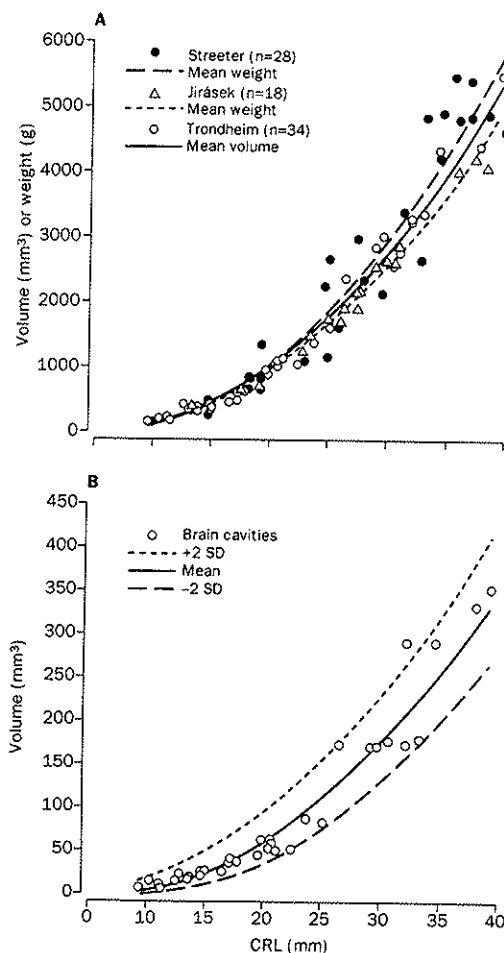 A
6000
5000
4000
3000
2000
1000
0
Volume (mm³) or weight (g)
Streeter (n=28)
Mean weight
Jirásek (n=18)
Mean weight
Trondheim (n=34)
Mean volume
B
450
400
350
300
250
200
150
100
50
0
Volume (mm³)
Brain cavities
+2 SD
Mean
–2 SD
0 10 15 20 25 30 35 40
CRL (mm)